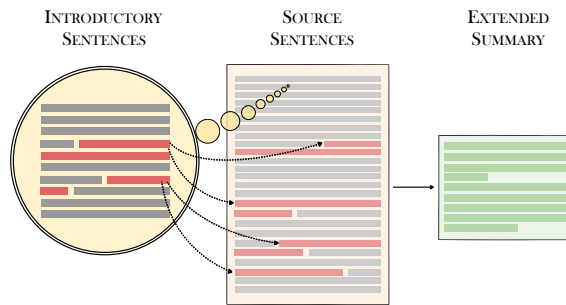 INTRODUCTORY
SENTENCES
SOURCE
SENTENCES
EXTENDED
SUMMARY